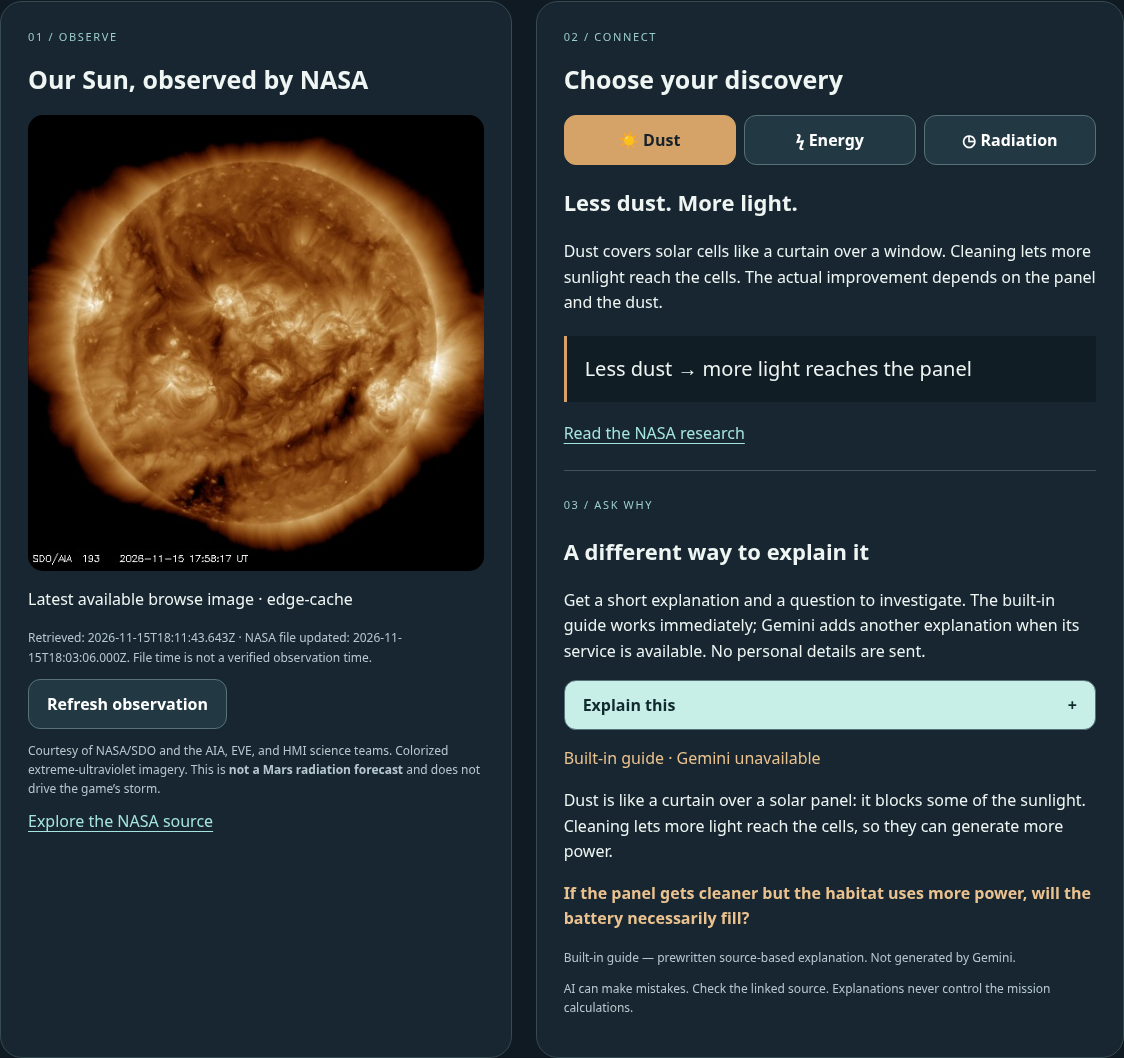 01 / OBSERVE
Our Sun, observed by NASA
SDO/AIA 193 2026-11-15 17:58:17 UT
Latest available browse image · edge-cache
Retrieved: 2026-11-15T18:11:43.643Z · NASA file updated: 2026-11-
15T18:03:06.000Z. File time is not a verified observation time.
Refresh observation
Courtesy of NASA/SDO and the AIA, EVE, and HMI science teams. Colorized
extreme-ultraviolet imagery. This is not a Mars radiation forecast and does not
drive the game’s storm.
Explore the NASA source
02 / CONNECT
Choose your discovery
☀️ Dust
ϟ Energy
◷ Radiation
Less dust. More light.
Dust covers solar cells like a curtain over a window. Cleaning lets more
sunlight reach the cells. The actual improvement depends on the panel
and the dust.
Less dust → more light reaches the panel
Read the NASA research
03 / ASK WHY
A different way to explain it
Get a short explanation and a question to investigate. The built-in
guide works immediately; Gemini adds another explanation when its
service is available. No personal details are sent.
Explain this +
Built-in guide · Gemini unavailable
Dust is like a curtain over a solar panel: it blocks some of the sunlight.
Cleaning lets more light reach the cells, so they can generate more
power.
If the panel gets cleaner but the habitat uses more power, will the
battery necessarily fill?
Built-in guide — prewritten source-based explanation. Not generated by Gemini.
AI can make mistakes. Check the linked source. Explanations never control the mission
calculations.